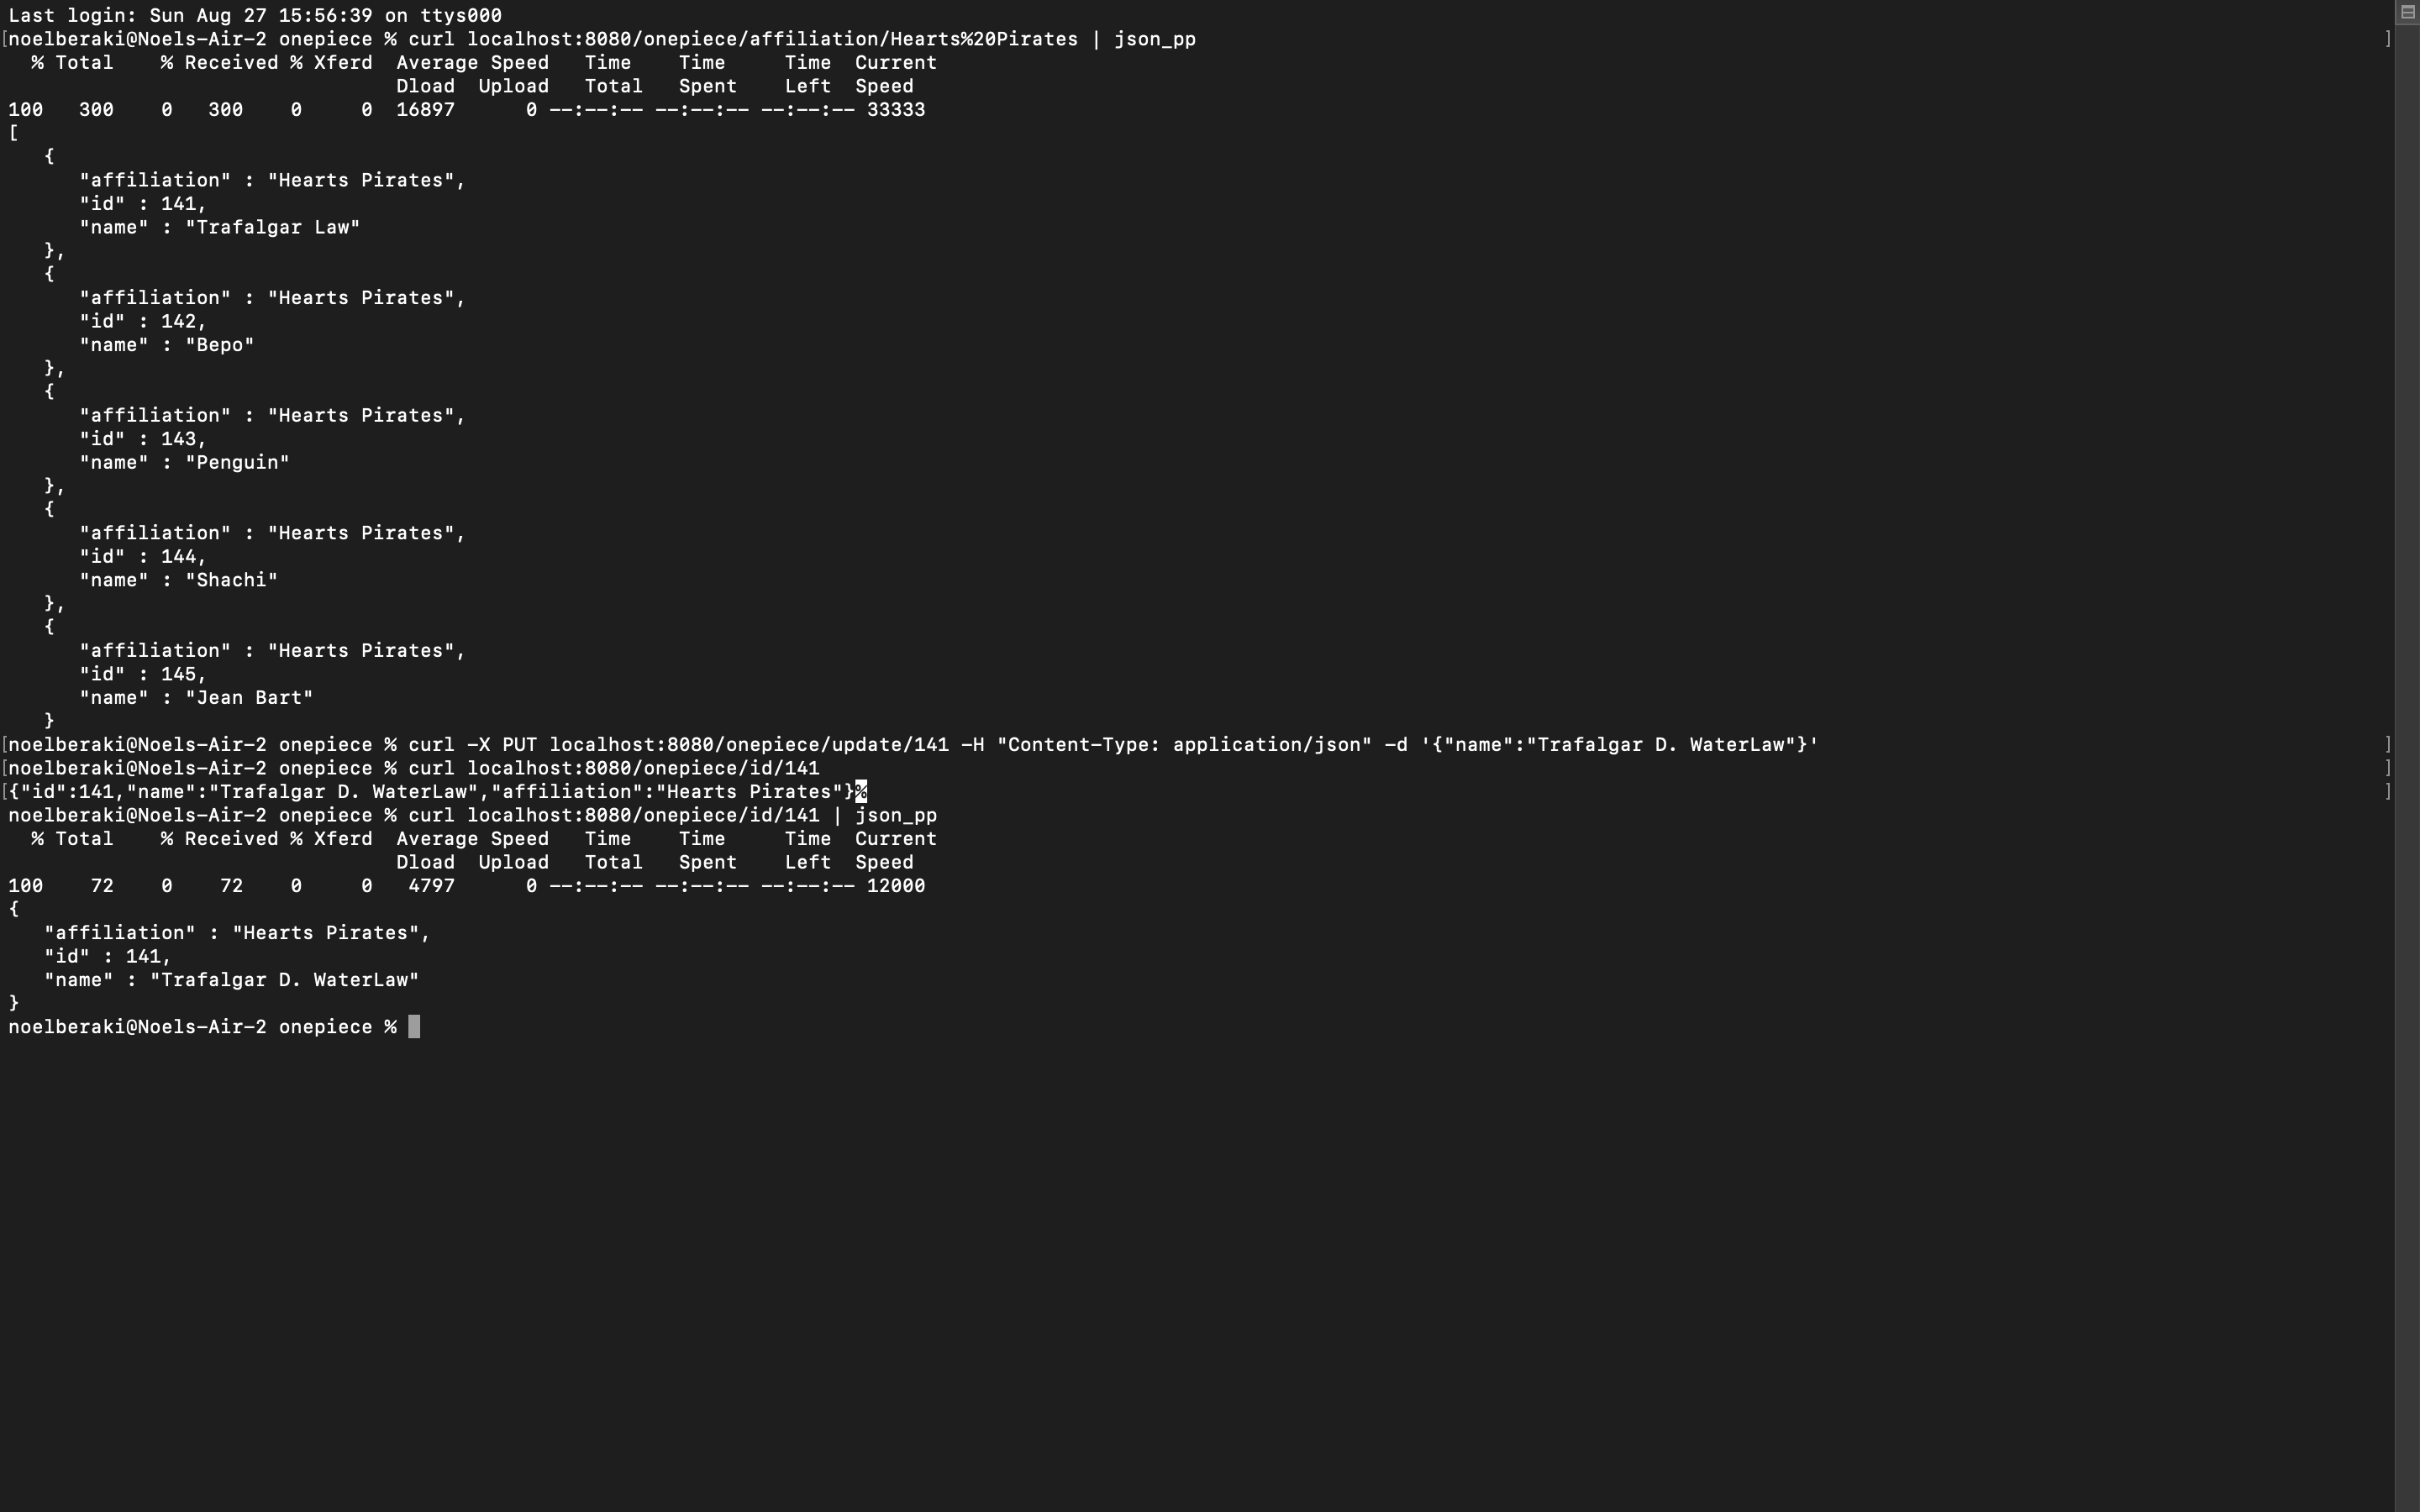 Last login: Sun Aug 27 15:56:39 on ttys000
[noelberaki@Noels-Air-2 onepiece % curl localhost:8080/onepiece/affiliation/Hearts%20Pirates | json_pp ]
  % Total    % Received % Xferd  Average Speed   Time    Time     Time  Current
                                 Dload  Upload   Total   Spent    Left  Speed
100   300    0   300    0     0  16897      0 --:--:-- --:--:-- --:--:-- 33333
[
   {
      "affiliation" : "Hearts Pirates",
      "id" : 141,
      "name" : "Trafalgar Law"
   },
   {
      "affiliation" : "Hearts Pirates",
      "id" : 142,
      "name" : "Bepo"
   },
   {
      "affiliation" : "Hearts Pirates",
      "id" : 143,
      "name" : "Penguin"
   },
   {
      "affiliation" : "Hearts Pirates",
      "id" : 144,
      "name" : "Shachi"
   },
   {
      "affiliation" : "Hearts Pirates",
      "id" : 145,
      "name" : "Jean Bart"
   }
[noelberaki@Noels-Air-2 onepiece % curl -X PUT localhost:8080/onepiece/update/141 -H "Content-Type: application/json" -d '{"name":"Trafalgar D. WaterLaw"}' ]
[noelberaki@Noels-Air-2 onepiece % curl localhost:8080/onepiece/id/141 ]
[{"id":141,"name":"Trafalgar D. WaterLaw","affiliation":"Hearts Pirates"}% ]
noelberaki@Noels-Air-2 onepiece % curl localhost:8080/onepiece/id/141 | json_pp
  % Total    % Received % Xferd  Average Speed   Time    Time     Time  Current
                                 Dload  Upload   Total   Spent    Left  Speed
100    72    0    72    0     0   4797      0 --:--:-- --:--:-- --:--:-- 12000
{
   "affiliation" : "Hearts Pirates",
   "id" : 141,
   "name" : "Trafalgar D. WaterLaw"
}
noelberaki@Noels-Air-2 onepiece %